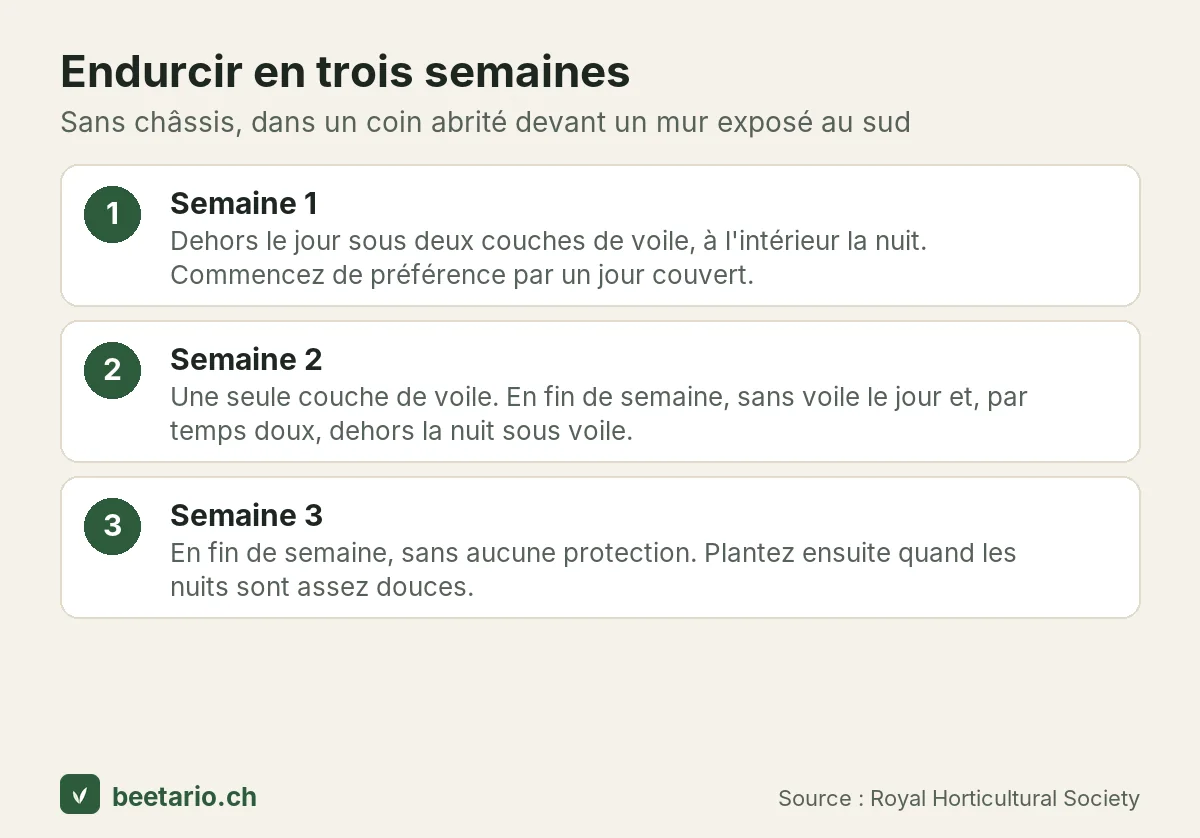 Endurcir en trois semaines
Sans châssis, dans un coin abrité devant un mur exposé au sud
1
Semaine 1
Dehors le jour sous deux couches de voile, à l'intérieur la nuit.
Commencez de préférence par un jour couvert.
2
Semaine 2
Une seule couche de voile. En fin de semaine, sans voile le jour et, par
temps doux, dehors la nuit sous voile.
3
Semaine 3
En fin de semaine, sans aucune protection. Plantez ensuite quand les
nuits sont assez douces.
beetario.ch
Source : Royal Horticultural Society